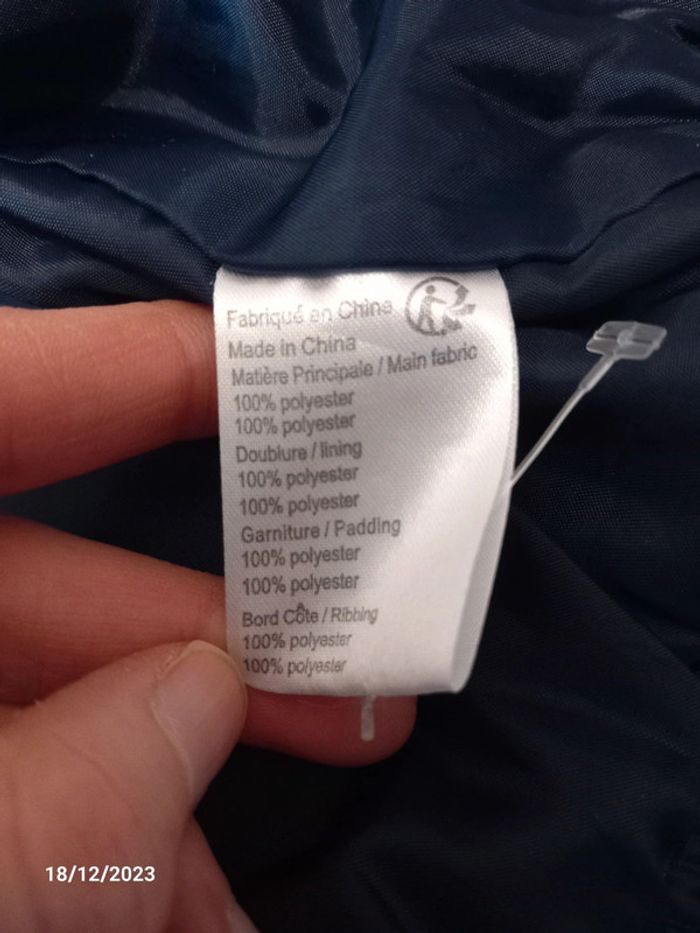 Fabriqué en Chine
Made in China
Matière Principale / Main fabric
100% polyester
100% polyester
Doublure / lining
100% polyester
100% polyester
Garniture / Padding
100% polyester
100% polyester
Bord Côte / Ribbing
100% polyester
100% polyester
18/12/2023